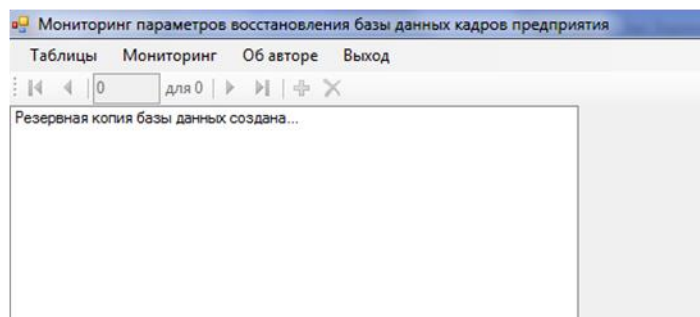 Мониторинг параметров восстановления базы данных кадров предприятия
Таблицы Мониторинг Об авторе Выход
0 для 0
Резервная копия базы данных создана...